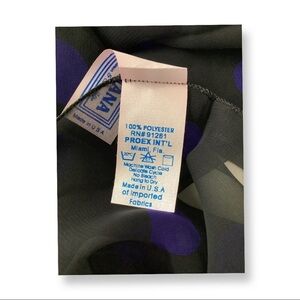 ANA
Made in U.S.A
100% POLYESTER
RN# 91261
PROEX INT'L
Miami, Fla.
Machine Wash Cold
Delicate Cycle
No Bleach
Hang to Dry
Made in U.S.A
of Imported
Fabrics